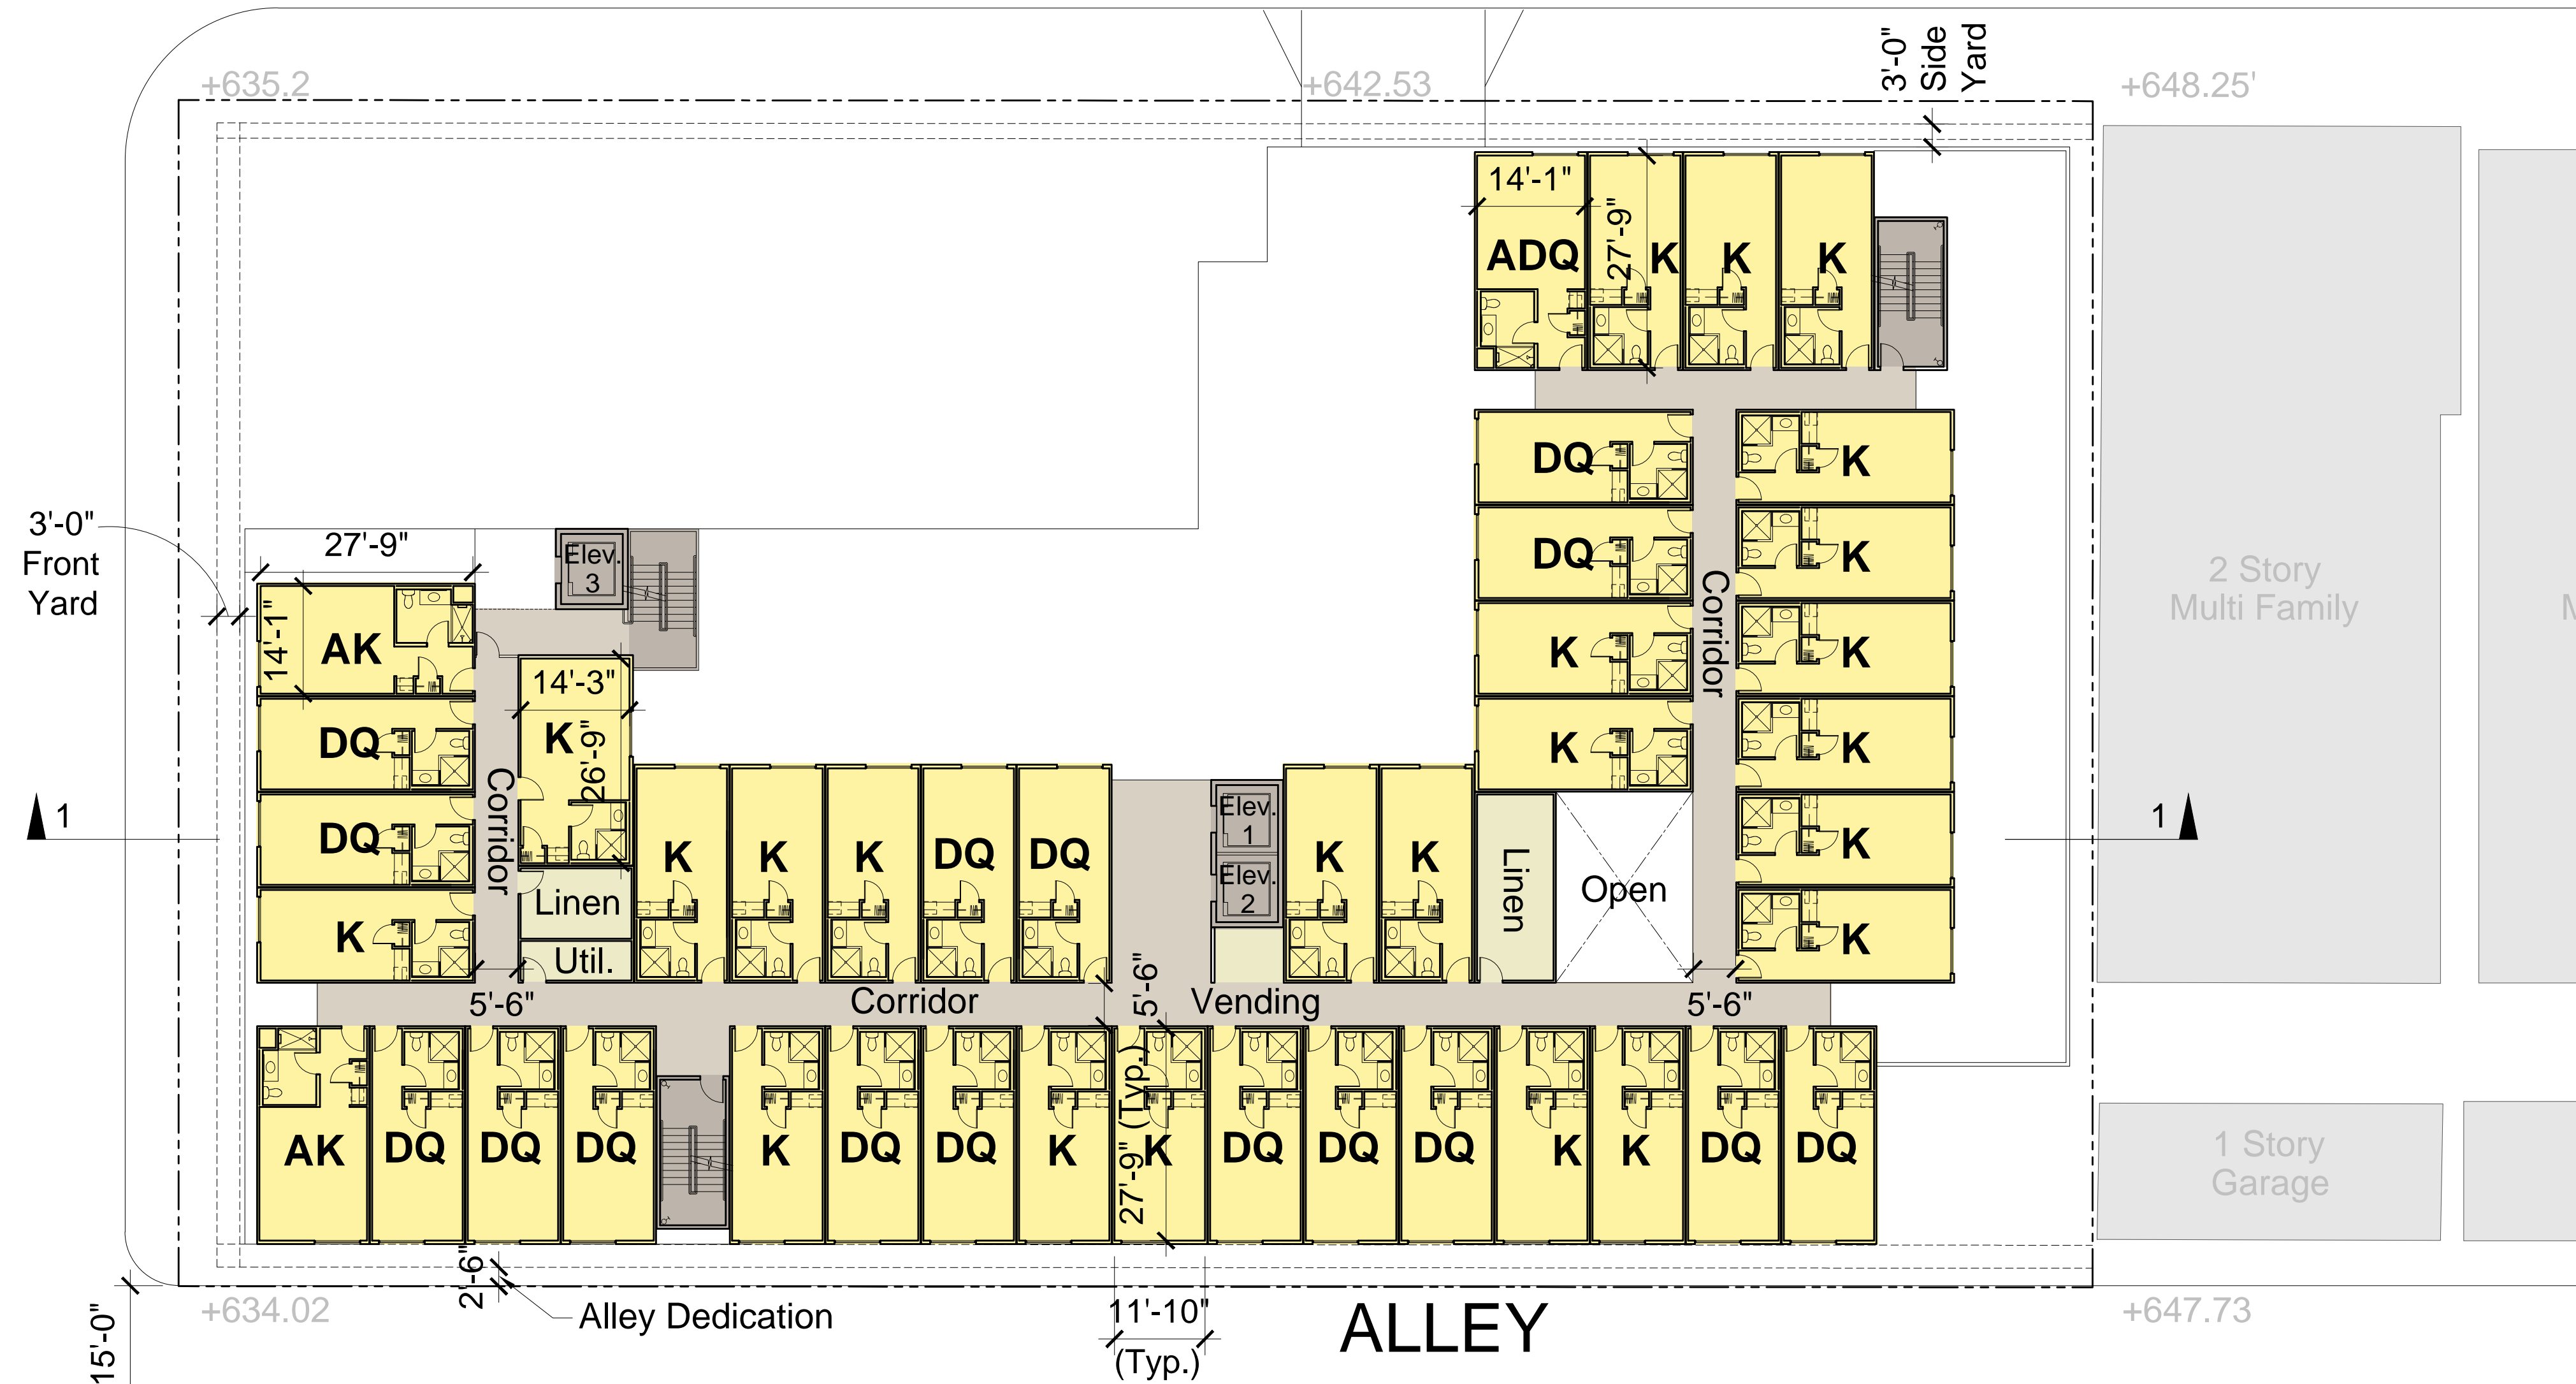 3'-0"
Side
Yard
+635.2
+642.53
+648.25'
14'-1"
27'-9"
ADQ
K
K
K
DQ
K
DQ
K
K
K
K
K
K
K
Corridor
2 Story
Multi Family
M
3'-0"
Front
Yard
27'-9"
Elev.
3
14'-1"
AK
14'-3"
K
26'-9"
DQ
DQ
K
Corridor
Linen
Util.
1
K
K
K
DQ
DQ
Elev.
1
Elev.
2
K
K
Linen
Open
1
5'-6"
Corridor
5'-6"
Vending
5'-6"
AK
DQ
DQ
DQ
K
DQ
DQ
K
27'-9" (Typ.)
K
DQ
DQ
DQ
K
K
DQ
DQ
1 Story
Garage
2'-6"
+634.02
Alley Dedication
11'-10"
(Typ.)
ALLEY
+647.73
15'-0"